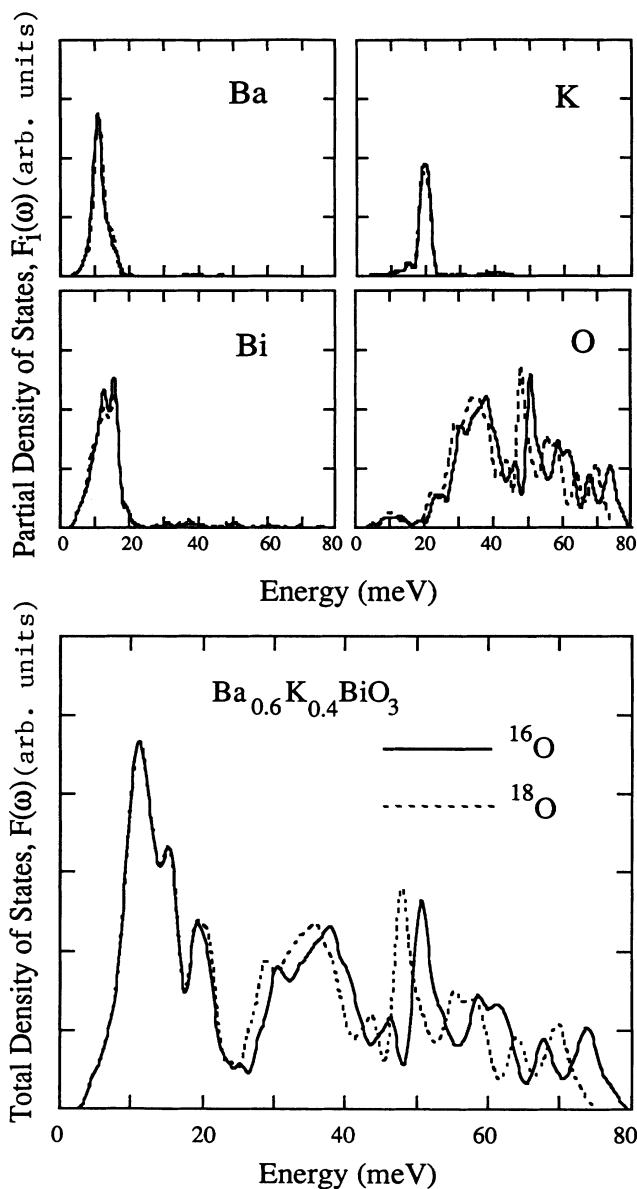 Partial Density of States, Fi(ω) (arb. units)
Ba
K
Bi
O
0 20 40 60 80
0 20 40 60 80
Energy (meV)
Total Density of States, F(ω) (arb. units)
Ba0.6K0.4BiO3
16O
18O
0 20 40 60 80
Energy (meV)